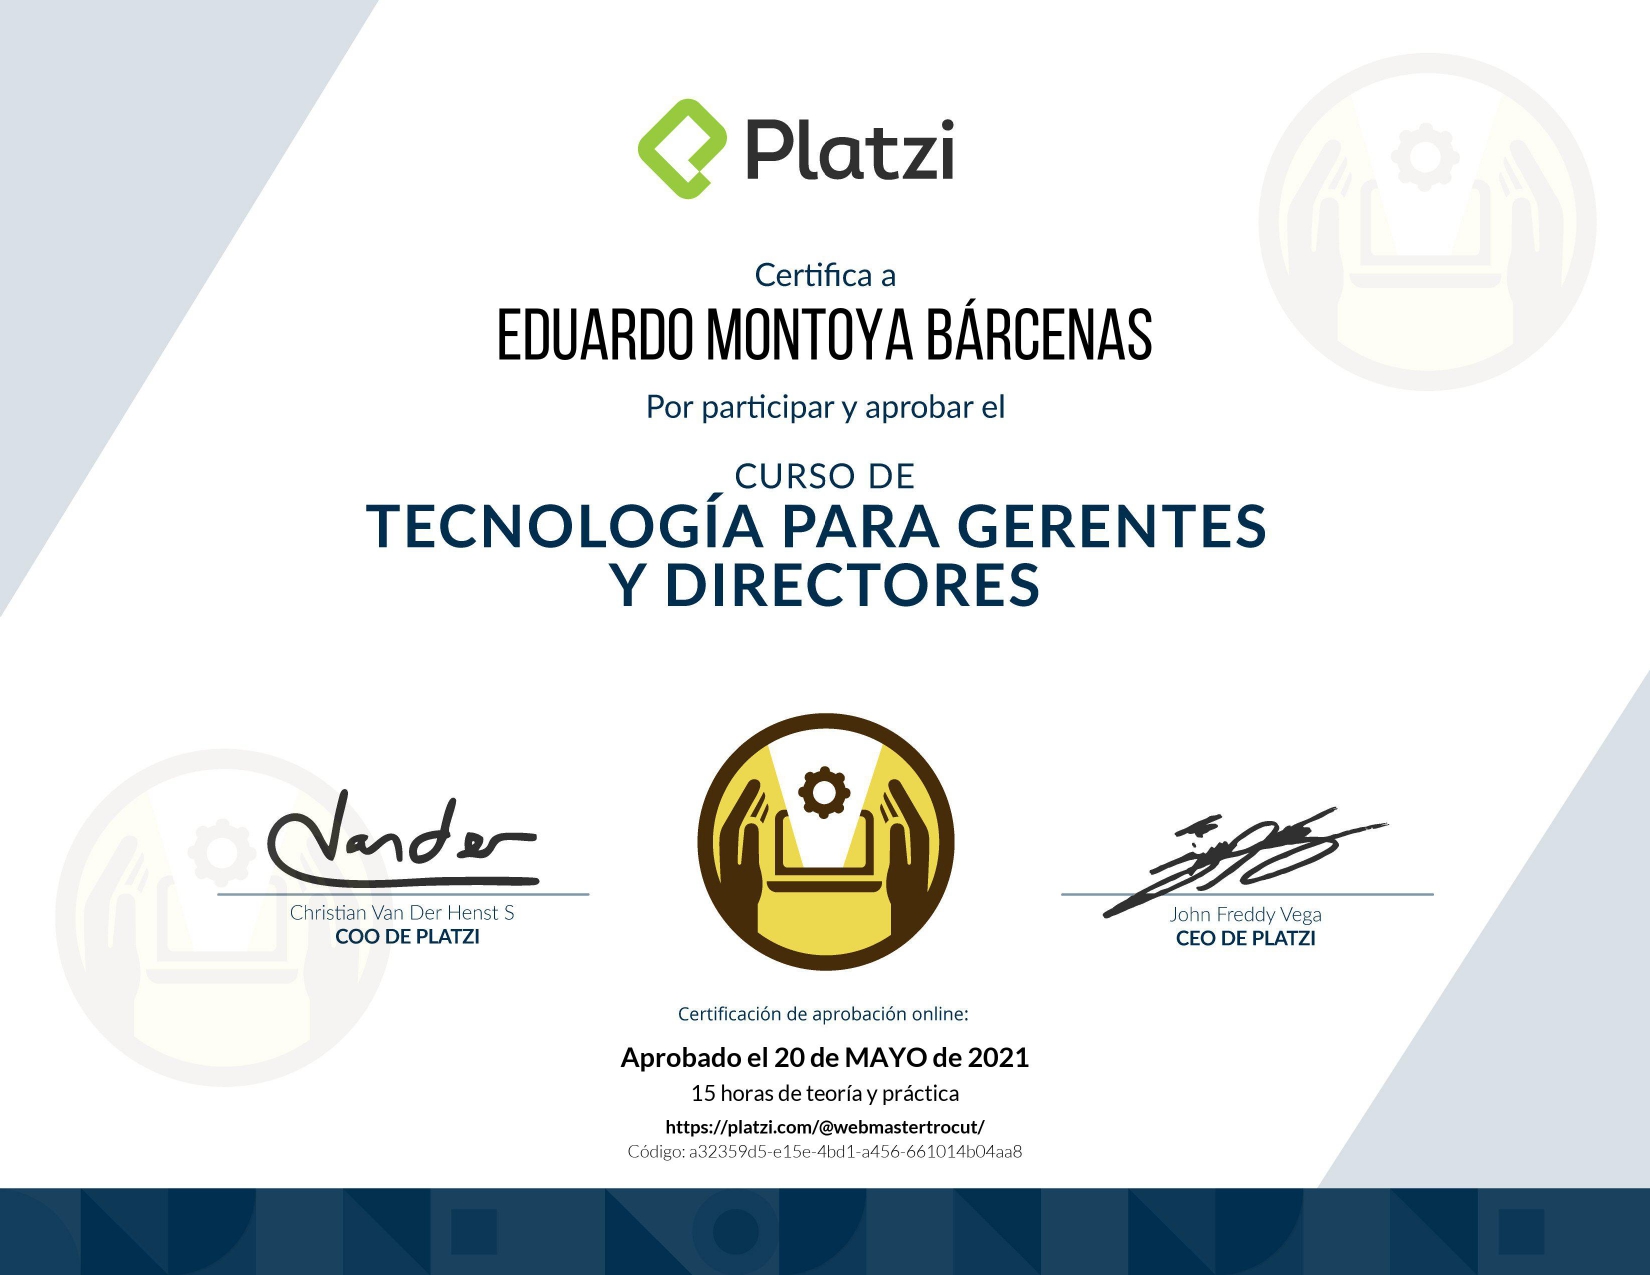 Platzi
Certifica a
EDUARDO MONTOYA BÁRCENAS
Por participar y aprobar el
CURSO DE
TECNOLOGÍA PARA GERENTES
Y DIRECTORES
Vander
Christian Van Der Henst S
COO DE PLATZI
John Freddy Vega
CEO DE PLATZI
Certificación de aprobación online:
Aprobado el 20 de MAYO de 2021
15 horas de teoría y práctica
https://platzi.com/@webmastertrocut/
Código: a32359d5-e15e-4bd1-a456-661014b04aa8